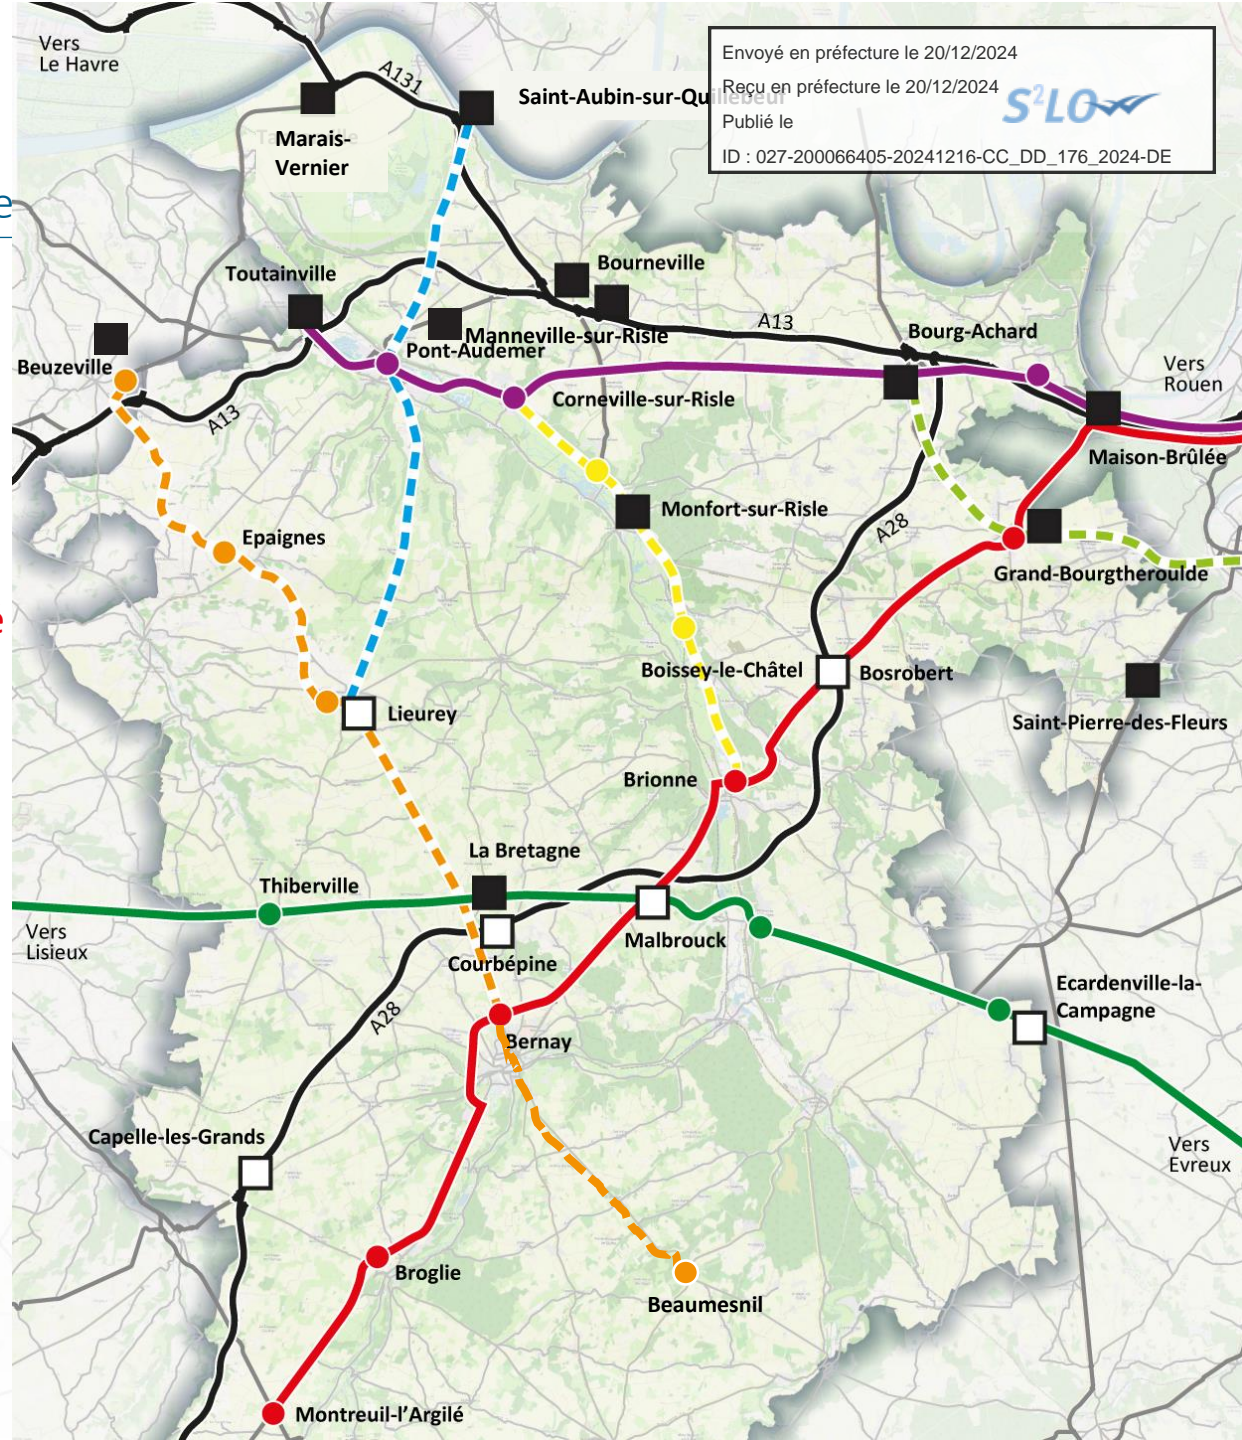 Vers
Le Havre
A131
Envoyé en préfecture le 20/12/2024
Reçu en préfecture le 20/12/2024
Publié le
S²LO
ID : 027-200066405-20241216-CC_DD_176_2024-DE
Saint-Aubin-sur-Quillebeuf
Marais-
Vernier
e
Toutainville
Bourneville
A13
Manneville-sur-Risle
Bourg-Achard
Pont-Audemer
Beuzeville
Vers
Rouen
Corneville-sur-Risle
A13
Maison-Brûlée
Monfort-sur-Risle
A28
Epaignes
Grand-Bourgtheroulde
e
Boissey-le-Châtel
Bosrobert
Lieurey
Saint-Pierre-des-Fleurs
Brionne
La Bretagne
Thiberville
Vers
Lisieux
Malbrouck
Courbépine
Ecardenville-la-
Campagne
A28
Bernay
Capelle-les-Grands
Vers
Evreux
Broglie
Beaumesnil
Montreuil-l'Argilé